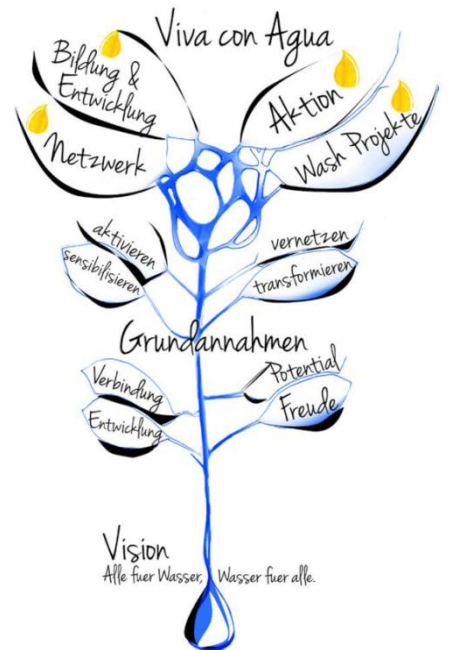 Viva con Agua
Bildung &
Entwicklung
Aktion
Netzwerk
Wash Projekte
aktivieren
sensibilisieren
vernetzen
transformieren
Grundannahmen
Verbindung
Entwicklung
Potential
Freude
Vision
Alle fuer Wasser, Wasser fuer alle.